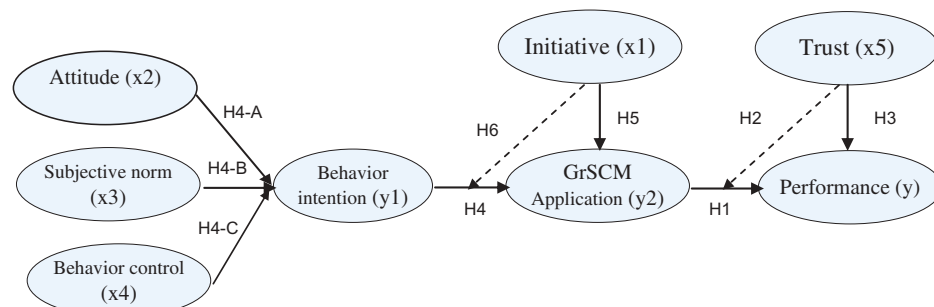 Initiative (x1)
Trust (x5)
Attitude (x2)
H4-A
H6
H5
H2
H3
Subjective norm
(x3)
H4-B
Behavior
intention (y1)
H4
GrSCM
Application (y2)
H1
Performance (y)
H4-C
Behavior control
(x4)